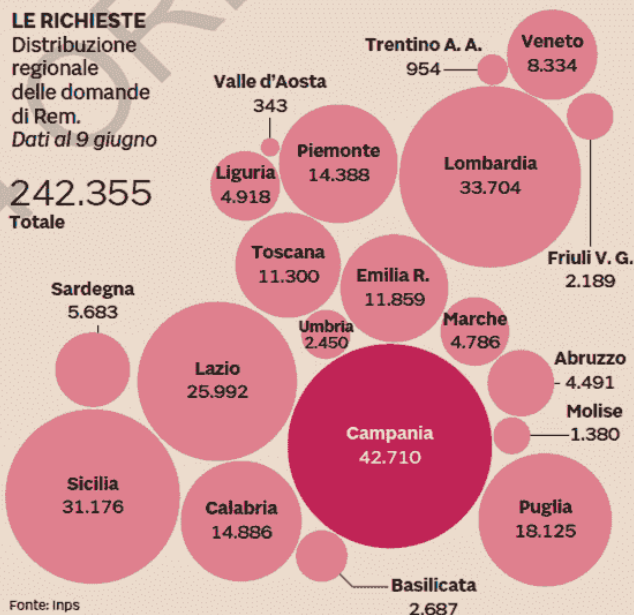 LE RICHIESTE
Distribuzione
regionale
delle domande
di Rem.
Dati al 9 giugno
242.355
Totale
Trentino A. A.
954
Veneto
8.334
Valle d'Aosta
343
Liguria
4.918
Piemonte
14.388
Lombardia
33.704
Friuli V. G.
2.189
Toscana
11.300
Emilia R.
11.859
Sardegna
5.683
Umbria
2.450
Marche
4.786
Lazio
25.992
Abruzzo
4.491
Molise
1.380
Campania
42.710
Sicilia
31.176
Calabria
14.886
Puglia
18.125
Basilicata
2.687
Fonte: Inps